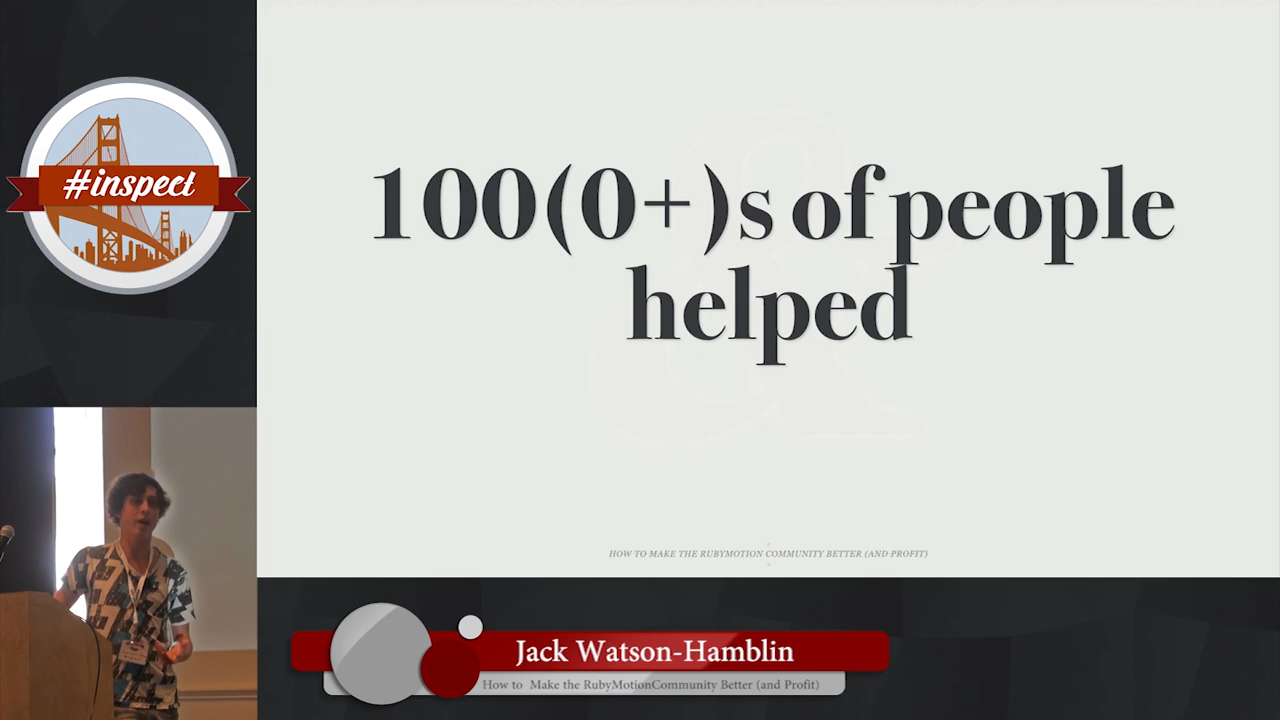 #inspect
100(0+)s of people
helped
HOW TO MAKE THE RUBYMOTION COMMUNITY BETTER (AND PROFIT)
Jack Watson-Hamblin
How to Make the RubyMotionCommunity Better (and Profit)